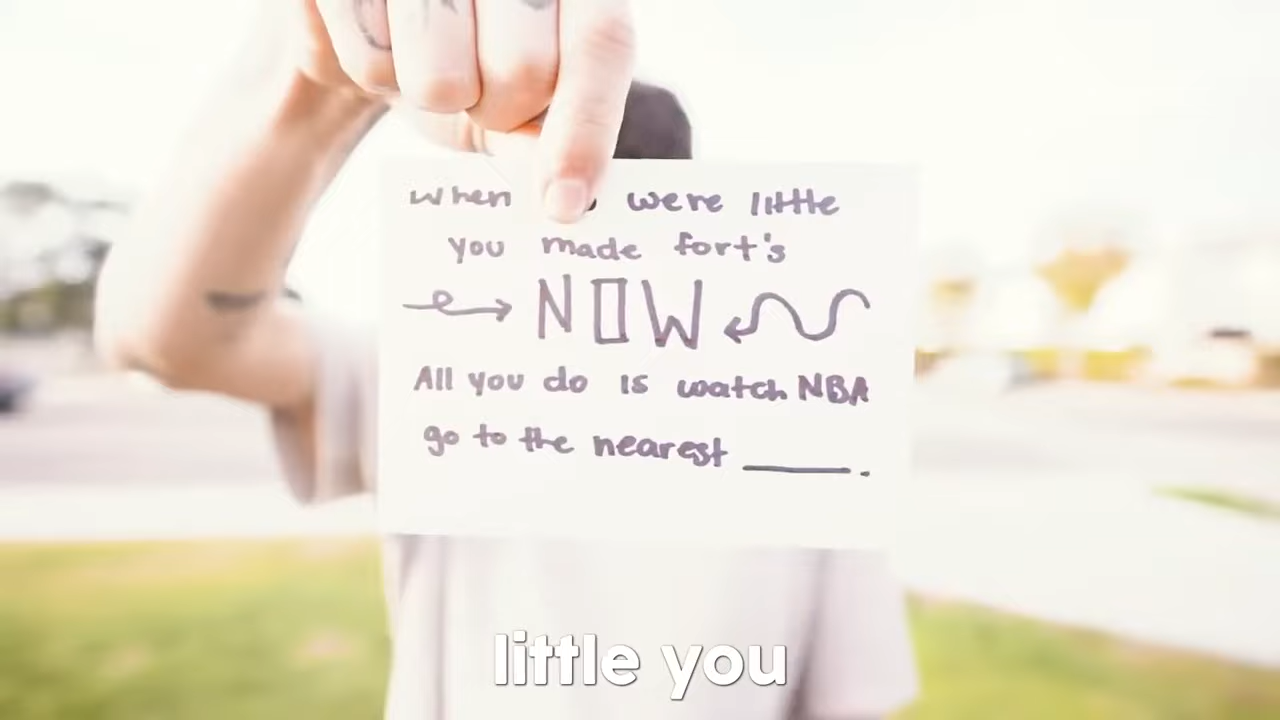 when were little
you made fort's
NOW
All you do is watch NBA
go to the nearest _____.
little you